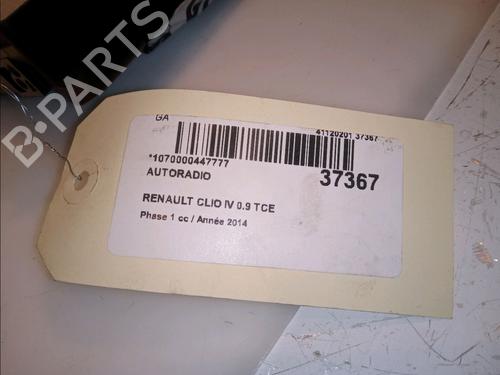 B-PARTS
GA
41120201 37367
*1070000447777
AUTORADIO
37367
RENAULT CLIO IV 0.9 TCE
Phase 1 cc / Année 2014